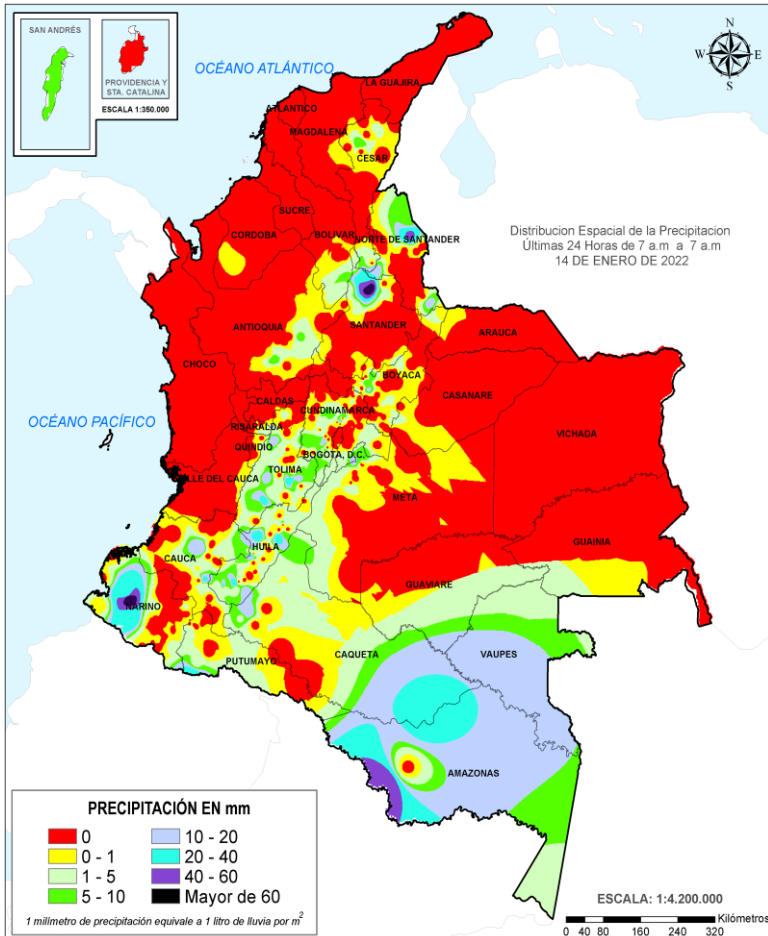 SAN ANDRÉS
PROVIDENCIA Y
STA. CATALINA
ESCALA 1:350.000
N
W
E
S
OCÉANO ATLÁNTICO
LA GUAJIRA
ATLANTICO
MAGDALENA
CESAR
SUCRE
CORDOBA
BOLIVAR
NORTE DE SANTANDER
Distribucion Espacial de la Precipitacion
Últimas 24 Horas de 7 a.m a 7 a.m
14 DE ENERO DE 2022
ANTIOQUIA
SANTANDER
ARAUCA
CHOCO
BOYACA
CASANARE
CALDAS
CUNDINAMARCA
OCÉANO PACÍFICO
RISARALDA
VICHADA
QUINDIO
BOGOTA, D.C.
TOLIMA
VALLE DEL CAUCA
META
GUAINIA
HUILA
CAUCA
GUAVIARE
NARIÑO
CAQUETA
VAUPES
PUTUMAYO
AMAZONAS
PRECIPITACIÓN EN mm
0
10 - 20
0 - 1
20 - 40
1 - 5
40 - 60
5 - 10
Mayor de 60
1 milímetro de precipitación equivale a 1 litro de lluvia por m²
ESCALA: 1:4.200.000
Kilómetros
0 40 80 160 240 320